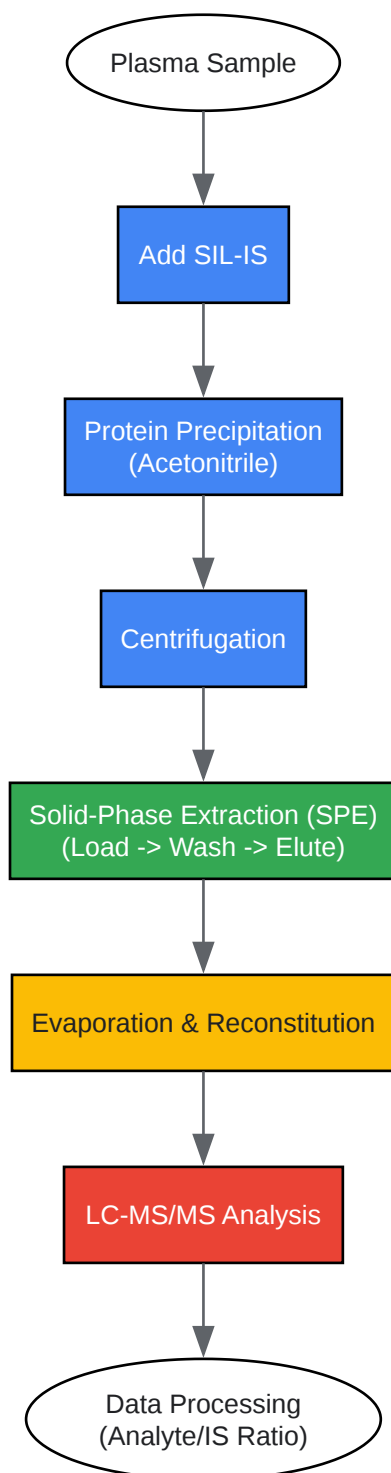 Plasma Sample
Add SIL-IS
Protein Precipitation
(Acetonitrile)
Centrifugation
Solid-Phase Extraction (SPE)
(Load -> Wash -> Elute)
Evaporation & Reconstitution
LC-MS/MS Analysis
Data Processing
(Analyte/IS Ratio)